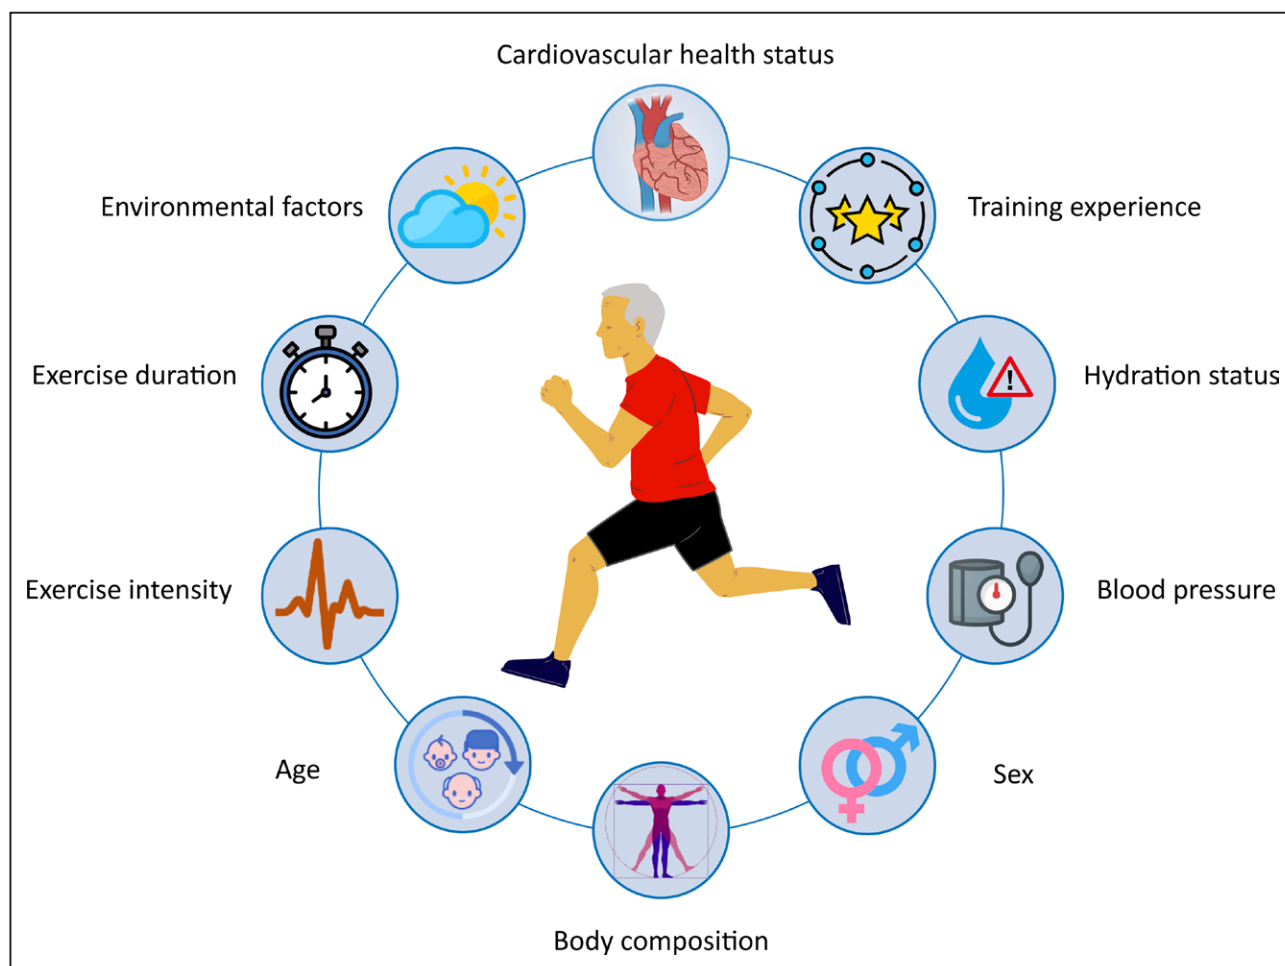 Cardiovascular health status
Environmental factors
Training experience
Exercise duration
Hydration status
!
Exercise intensity
Blood pressure
Age
Sex
Body composition